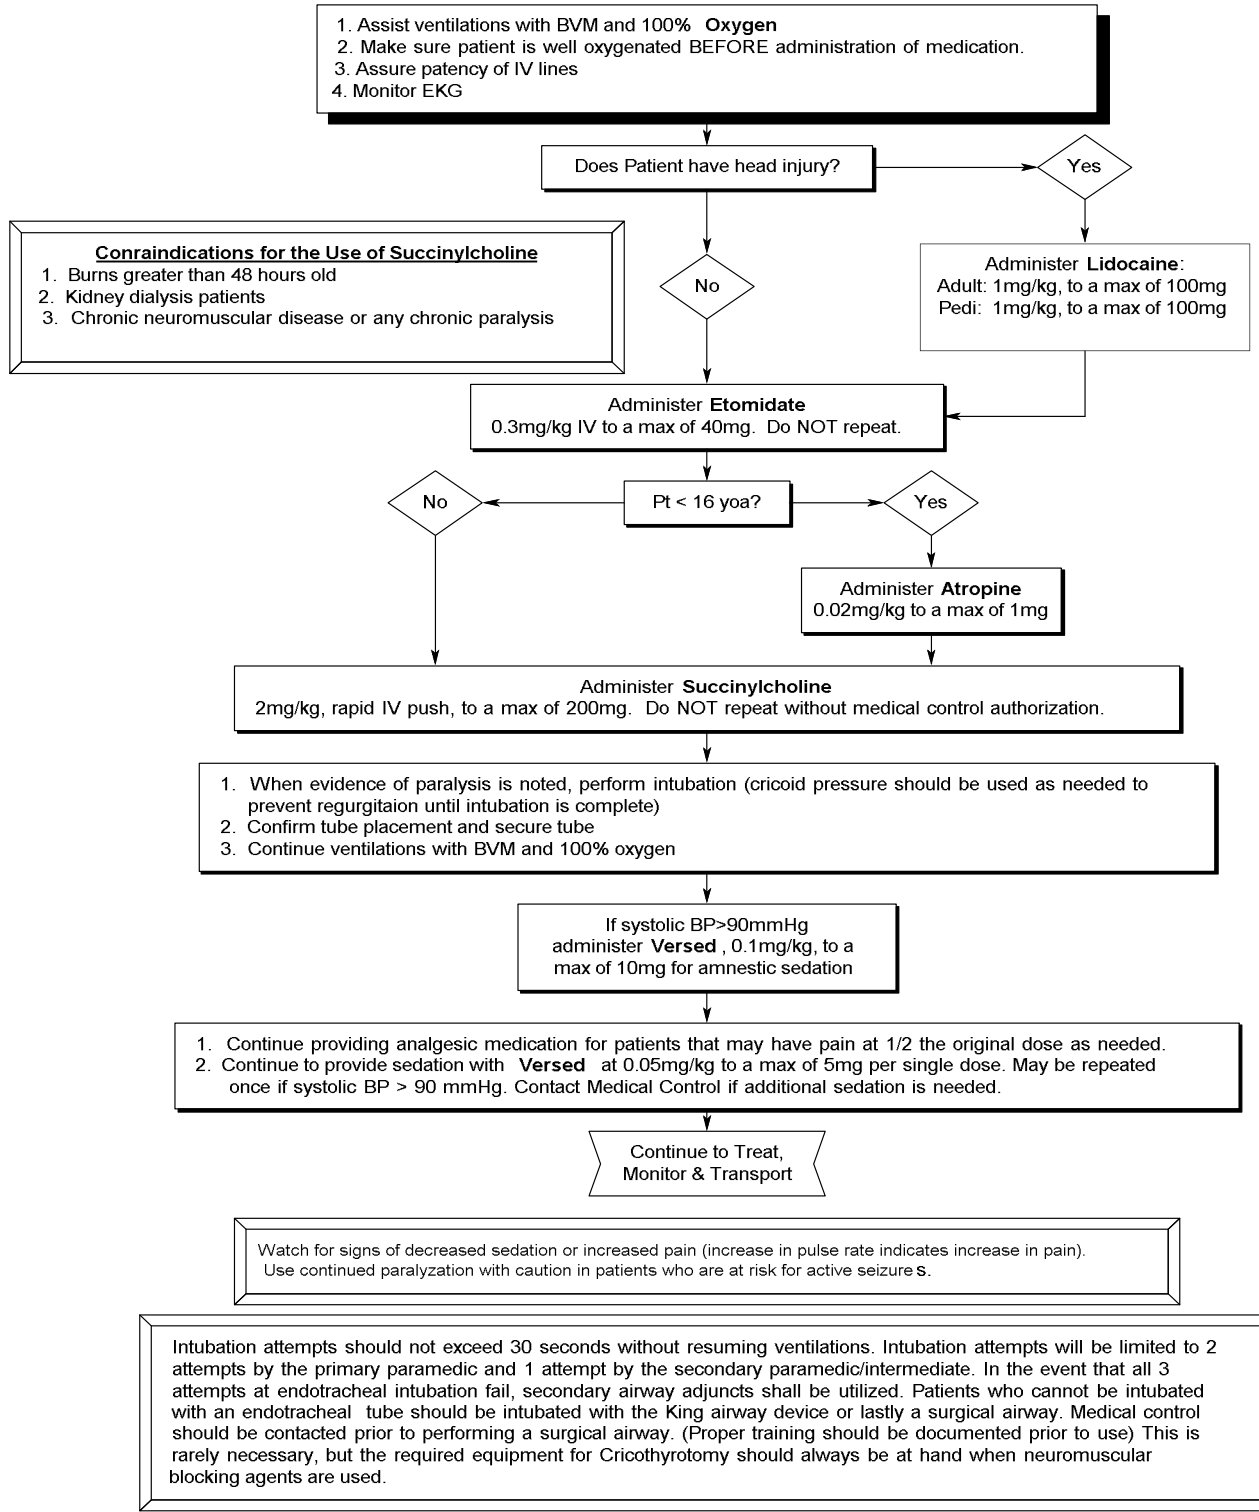 1. Assist ventilations with BVM and 100% Oxygen
2. Make sure patient is well oxygenated BEFORE administration of medication.
3. Assure patency of IV lines
4. Monitor EKG
Does Patient have head injury?
Yes
Conraindications for the Use of Succinylcholine
1. Burns greater than 48 hours old
2. Kidney dialysis patients
3. Chronic neuromuscular disease or any chronic paralysis
No
Administer Lidocaine:
Adult: 1mg/kg, to a max of 100mg
Pedi: 1mg/kg, to a max of 100mg
Administer Etomidate
0.3mg/kg IV to a max of 40mg. Do NOT repeat.
No
Pt < 16 yoa?
Yes
Administer Atropine
0.02mg/kg to a max of 1mg
Administer Succinylcholine
2mg/kg, rapid IV push, to a max of 200mg. Do NOT repeat without medical control authorization.
1. When evidence of paralysis is noted, perform intubation (cricoid pressure should be used as needed to
prevent regurgitaion until intubation is complete)
2. Confirm tube placement and secure tube
3. Continue ventilations with BVM and 100% oxygen
If systolic BP>90mmHg
administer Versed , 0.1mg/kg, to a
max of 10mg for amnestic sedation
1. Continue providing analgesic medication for patients that may have pain at 1/2 the original dose as needed.
2. Continue to provide sedation with Versed at 0.05mg/kg to a max of 5mg per single dose. May be repeated
once if systolic BP > 90 mmHg. Contact Medical Control if additional sedation is needed.
Continue to Treat,
Monitor & Transport
Watch for signs of decreased sedation or increased pain (increase in pulse rate indicates increase in pain).
Use continued paralyzation with caution in patients who are at risk for active seizure s.
Intubation attempts should not exceed 30 seconds without resuming ventilations. Intubation attempts will be limited to 2
attempts by the primary paramedic and 1 attempt by the secondary paramedic/intermediate. In the event that all 3
attempts at endotracheal intubation fail, secondary airway adjuncts shall be utilized. Patients who cannot be intubated
with an endotracheal tube should be intubated with the King airway device or lastly a surgical airway. Medical control
should be contacted prior to performing a surgical airway. (Proper training should be documented prior to use) This is
rarely necessary, but the required equipment for Cricothyrotomy should always be at hand when neuromuscular
blocking agents are used.